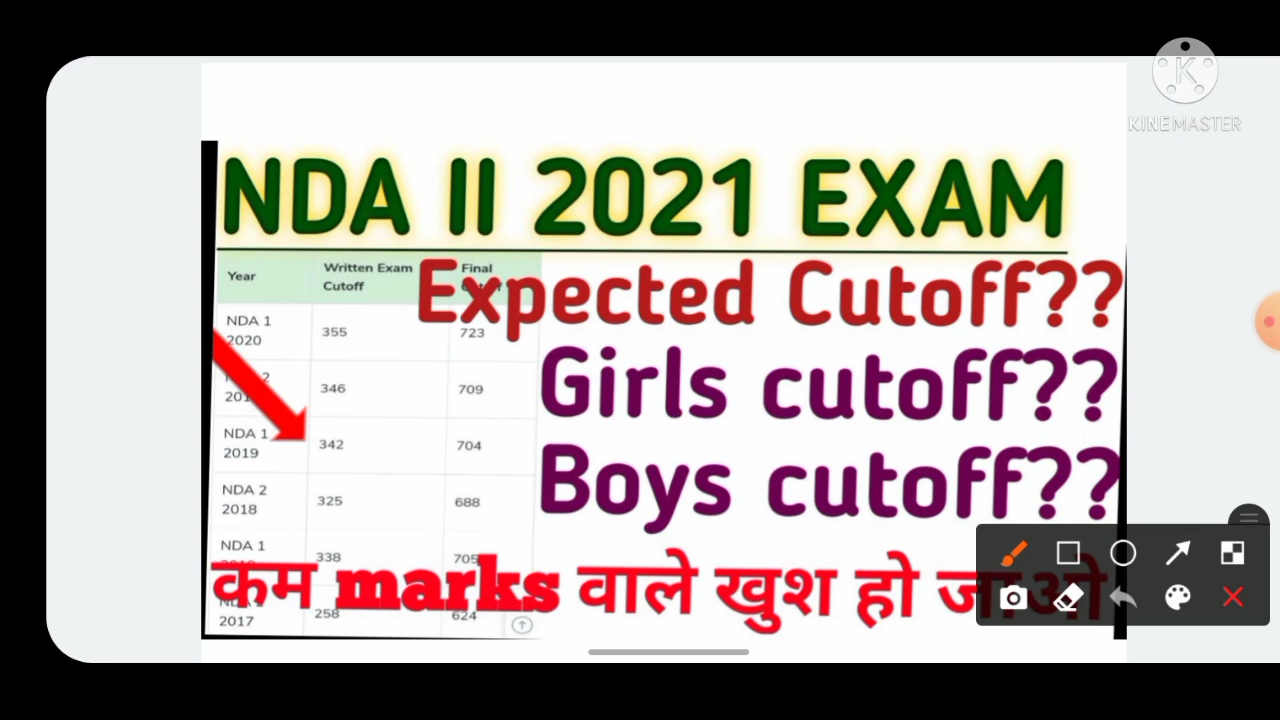 KINEMASTER
NDA II 2021 EXAM
Expected Cutoff??
Girls cutoff??
Boys cutoff??
Year Written Exam Cutoff Final
NDA 1 2020 355 723
346 709
NDA 1 2019 342 704
NDA 2 2018 325 688
NDA 1 338 705
2017 258 624
कम marks वाले खुश हो जाओ